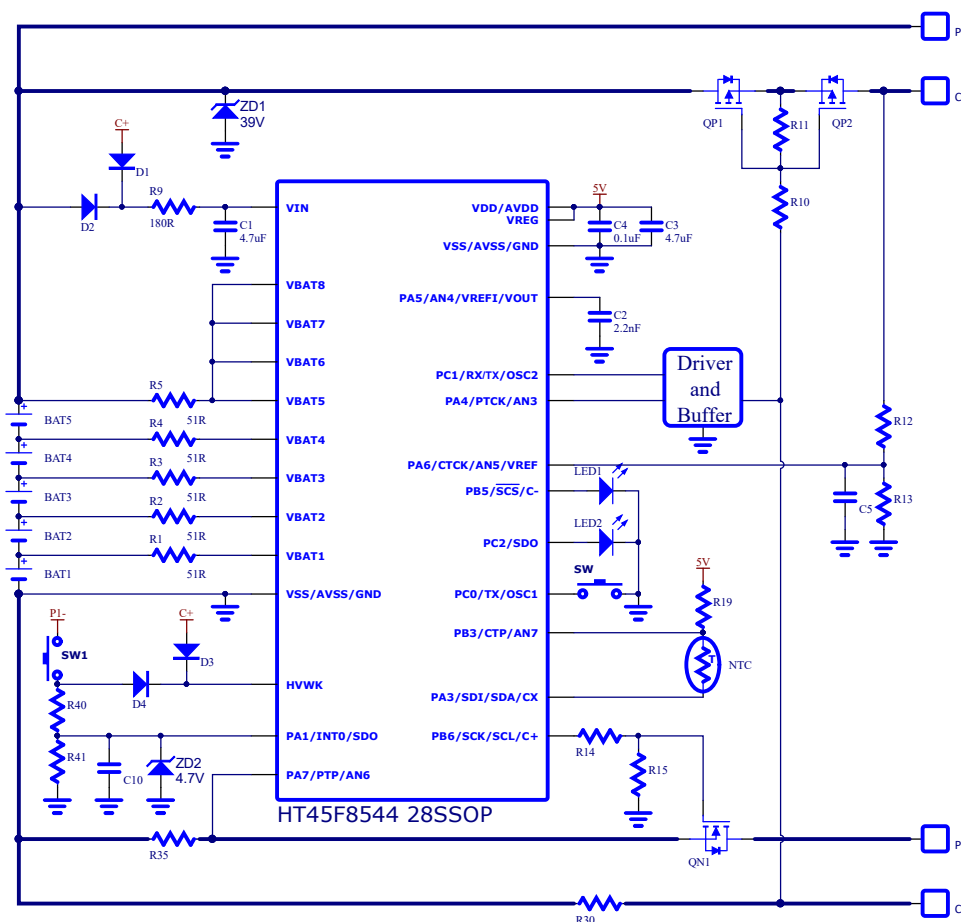 P
C
ZD1
39V
QP1
R11
QP2
C+
D1
R9
180R
D2
R10
C1
4.7uF
VIN
VDD/AVDD
VREG
5V
C4
0.1uF
C3
4.7uF
VSS/AVSS/GND
VBAT8
PA5/AN4/VREFI/VOUT
C2
2.2nF
VBAT7
VBAT6
PC1/RX/TX/OSC2
Driver
and
Buffer
R5
51R
VBAT5
PA4/PTCK/AN3
+
BAT5
R4
51R
VBAT4
R12
+
BAT4
R3
51R
VBAT3
PA6/CTCK/AN5/VREF
LED1
PB5/SCS/C-
+
BAT3
R2
51R
VBAT2
C5
R13
LED2
PC2/SDO
+
BAT2
R1
51R
VBAT1
SW
+
BAT1
VSS/AVSS/GND
PC0/TX/OSC1
5V
R19
P1-
C+
SW1
D3
PB3/CTP/AN7
T
NTC
D4
HVWK
PA3/SDI/SDA/CX
R40
PA1/INT0/SDO
PB6/SCK/SCL/C+
R14
R41
C10
ZD2
4.7V
PA7/PTP/AN6
R15
HT45F8544 28SSOP
R35
QN1
P
R30
C